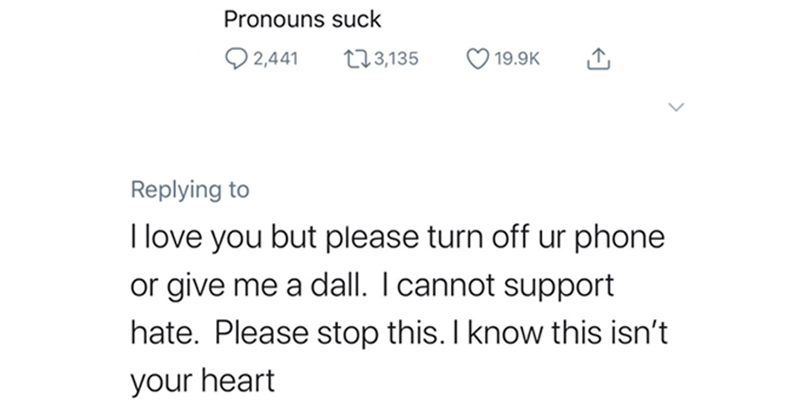 Pronouns suck
2,441 3,135 19.9K
Replying to
I love you but please turn off ur phone
or give me a dall. I cannot support
hate. Please stop this. I know this isn't
your heart